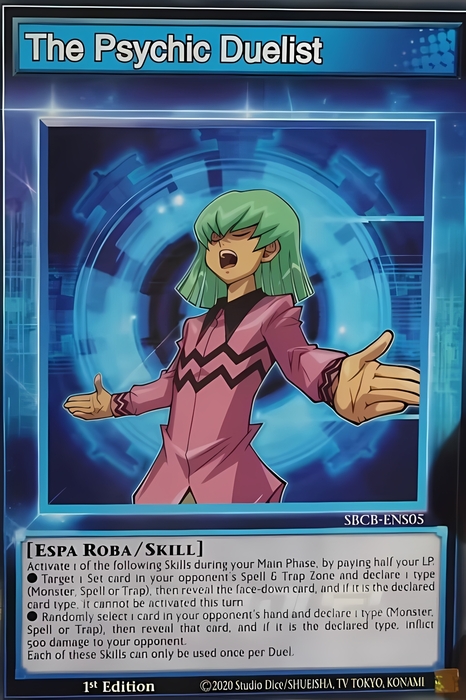 The Psychic Duelist
SBCB-ENS05
[ESPA ROBA/SKILL]
Activate 1 of the following Skills during your Main Phase, by paying half your LP.
● Target 1 Set card in your opponent's Spell & Trap Zone and declare 1 type
(Monster, Spell or Trap), then reveal the face-down card, and if it is the declared
card type, it cannot be activated this turn
● Randomly select 1 card in your opponent's hand and declare 1 type (Monster,
Spell or Trap), then reveal that card, and if it is the declared type, inflict
500 damage to your opponent.
Each of these Skills can only be used once per Duel.
1st Edition
©2020 Studio Dice/SHUEISHA, TV TOKYO, KONAMI